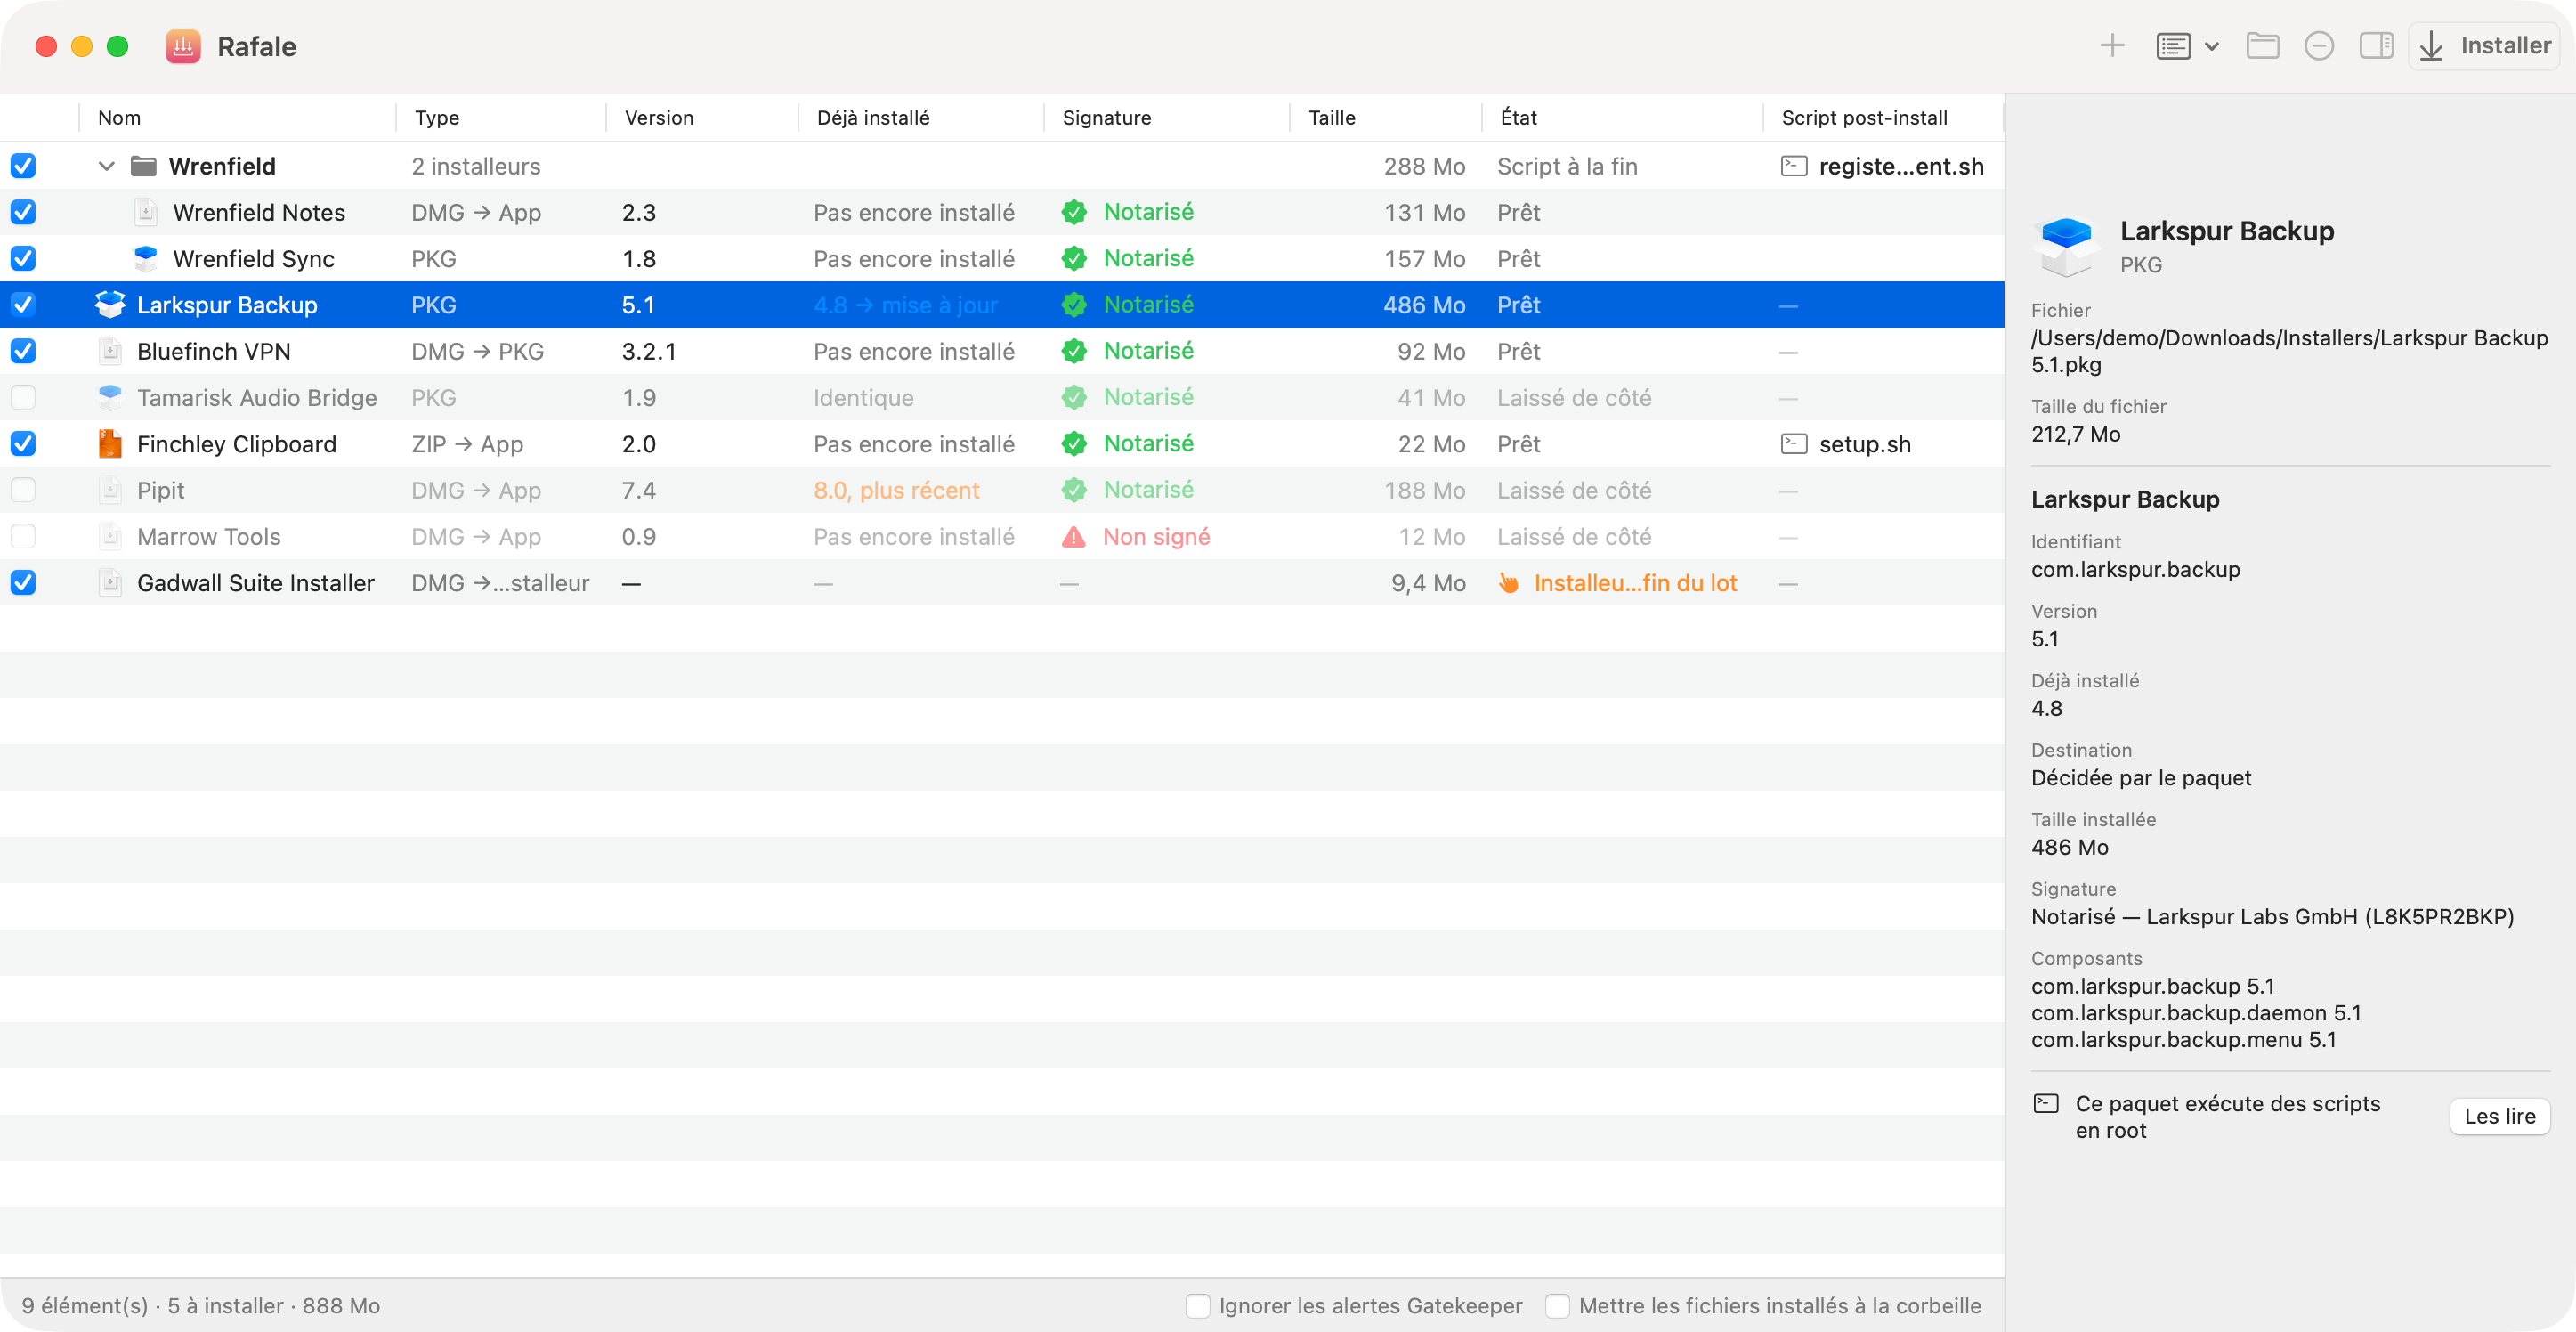 Rafale
Installer
Nom Type Version Déjà installé Signature Taille État Script post-install
Wrenfield 2 installeurs 288 Mo Script à la fin registe...ent.sh
Wrenfield Notes DMG → App 2.3 Pas encore installé Notarisé 131 Mo Prêt
Wrenfield Sync PKG 1.8 Pas encore installé Notarisé 157 Mo Prêt
Larkspur Backup PKG 5.1 4.8 → mise à jour Notarisé 486 Mo Prêt —
Bluefinch VPN DMG → PKG 3.2.1 Pas encore installé Notarisé 92 Mo Prêt —
Tamarisk Audio Bridge PKG 1.9 Identique Notarisé 41 Mo Laissé de côté —
Finchley Clipboard ZIP → App 2.0 Pas encore installé Notarisé 22 Mo Prêt setup.sh
Pipit DMG → App 7.4 8.0, plus récent Notarisé 188 Mo Laissé de côté —
Marrow Tools DMG → App 0.9 Pas encore installé Non signé 12 Mo Laissé de côté —
Gadwall Suite Installer DMG →...stalleur — — — 9,4 Mo Installeu...fin du lot —
9 élément(s) · 5 à installer · 888 Mo
Ignorer les alertes Gatekeeper
Mettre les fichiers installés à la corbeille
Larkspur Backup
PKG
Fichier
/Users/demo/Downloads/Installers/Larkspur Backup
5.1.pkg
Taille du fichier
212,7 Mo
Larkspur Backup
Identifiant
com.larkspur.backup
Version
5.1
Déjà installé
4.8
Destination
Décidée par le paquet
Taille installée
486 Mo
Signature
Notarisé — Larkspur Labs GmbH (L8K5PR2BKP)
Composants
com.larkspur.backup 5.1
com.larkspur.backup.daemon 5.1
com.larkspur.backup.menu 5.1
Ce paquet exécute des scripts
en root
Les lire